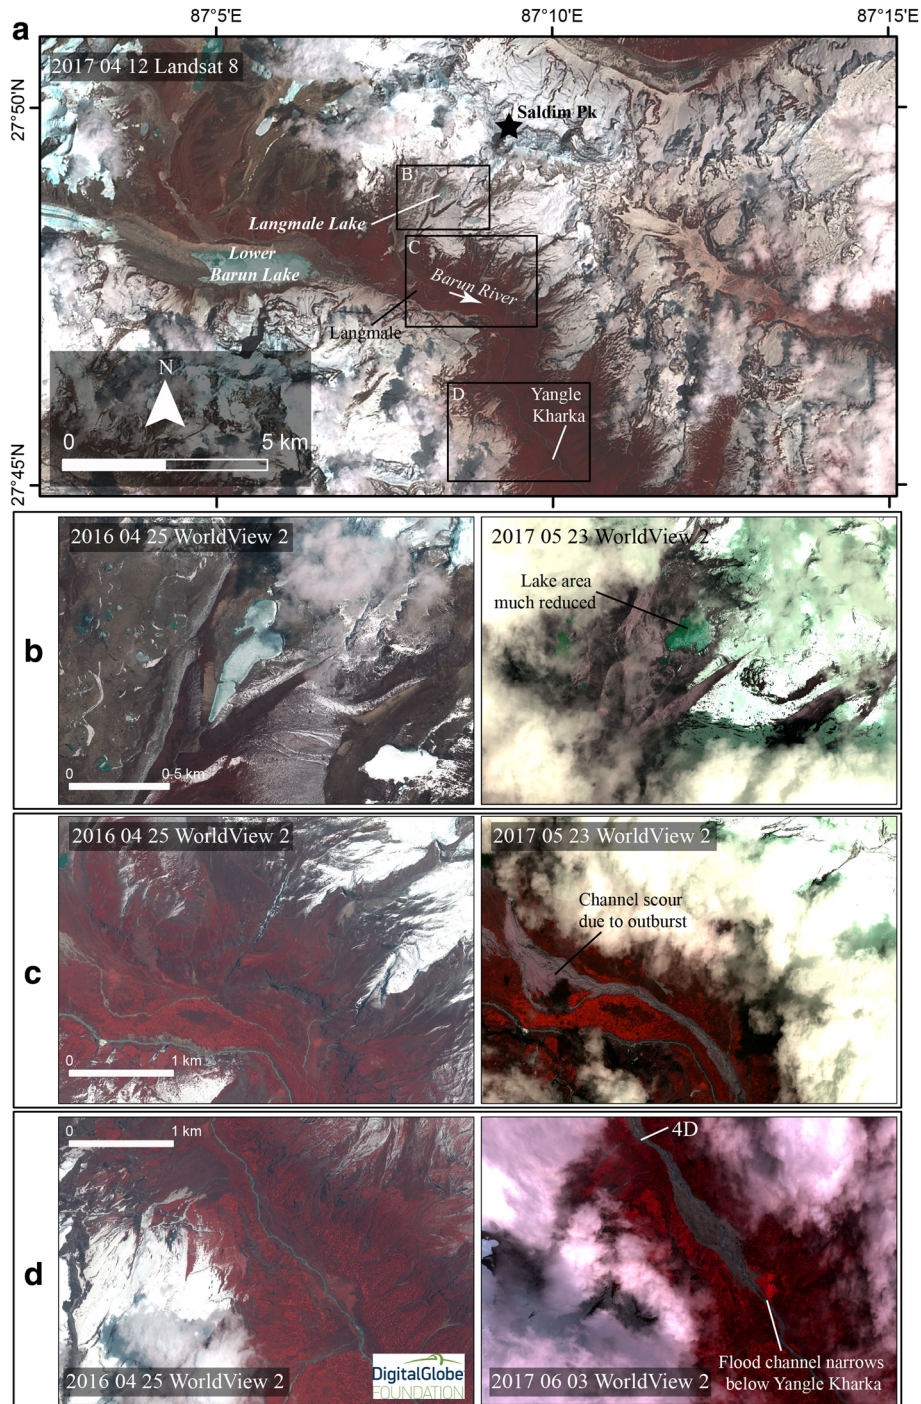 87°5'E
87°10'E
87°15'E
a
2017 04 12 Landsat 8
27°50'N
Saldim Pk
B
Langmale Lake
C
Lower
Barun Lake
Barun River
Langmale
N
D
Yangle
Kharka
0
5 km
27°45'N
b
2016 04 25 WorldView 2
0
0.5 km
2017 05 23 WorldView 2
Lake area
much reduced
c
2016 04 25 WorldView 2
0
1 km
2017 05 23 WorldView 2
Channel scour
due to outburst
d
0
1 km
2016 04 25 WorldView 2
DigitalGlobe
FOUNDATION
4D
Flood channel narrows
below Yangle Kharka
2017 06 03 WorldView 2